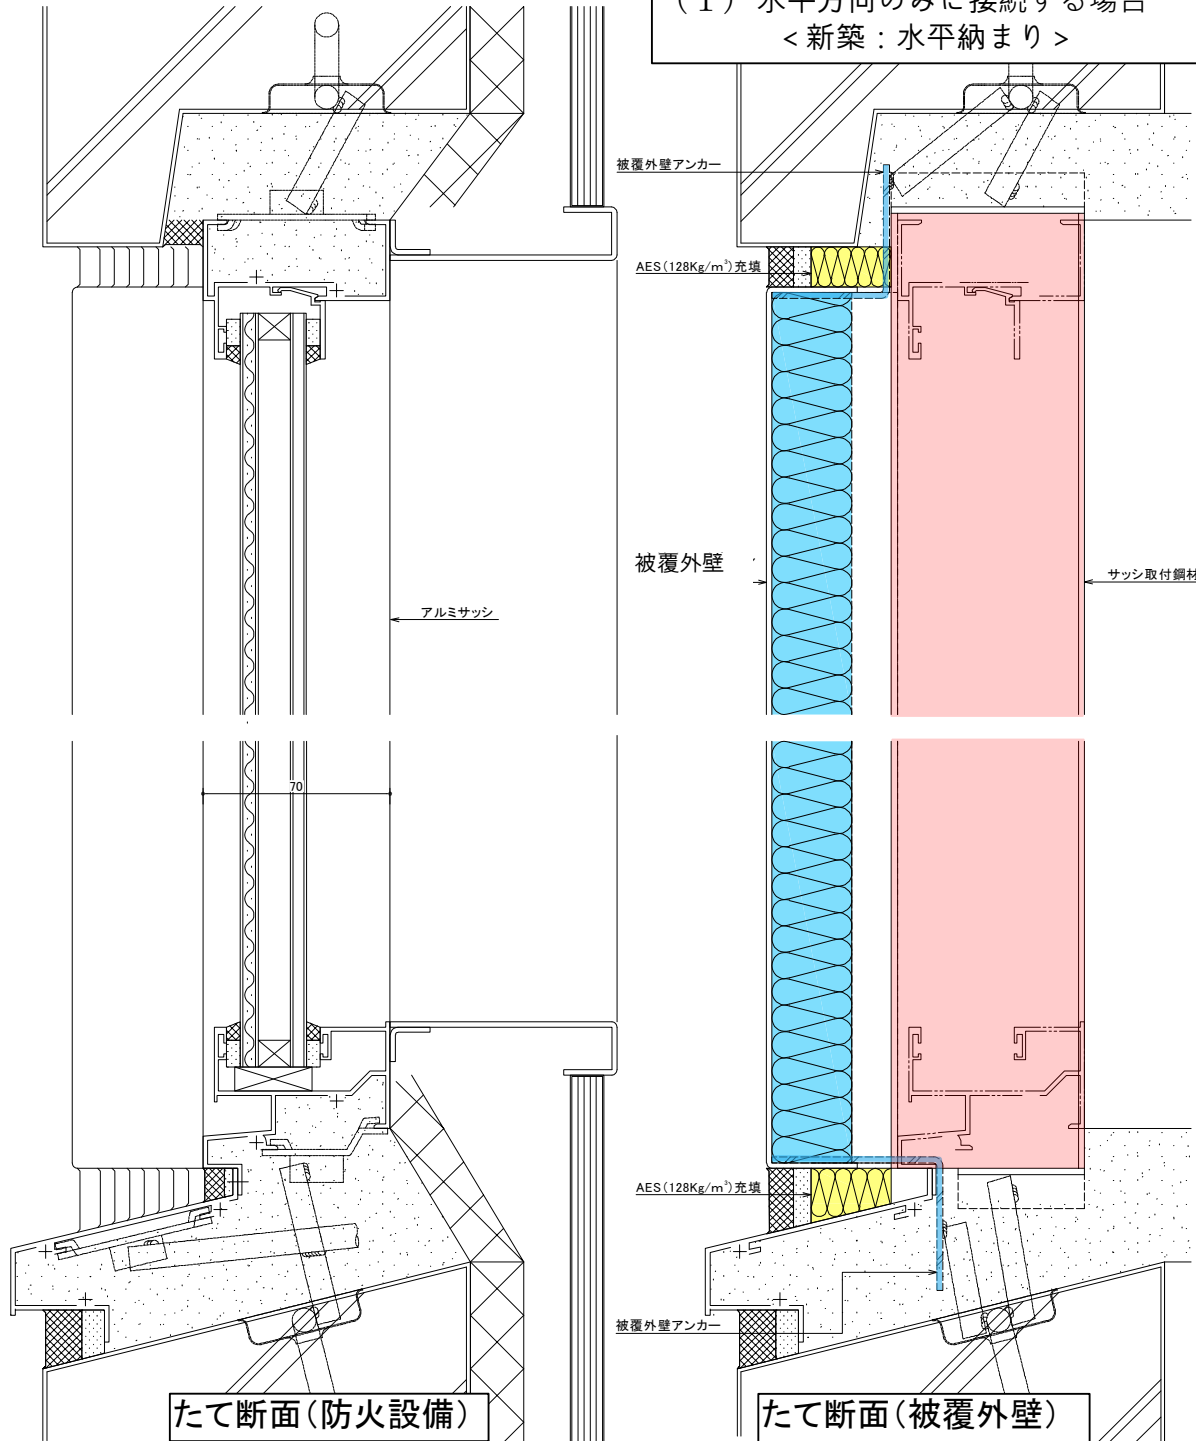 (1) 水平方向のみに接続する場合
<新築:水平納まり>
被覆外壁アンカー
AES(128Kg/m³)充填
被覆外壁
サッシ取付鋼材
アルミサッシ
70
AES(128Kg/m³)充填
被覆外壁アンカー
たて断面(防火設備)
たて断面(被覆外壁)